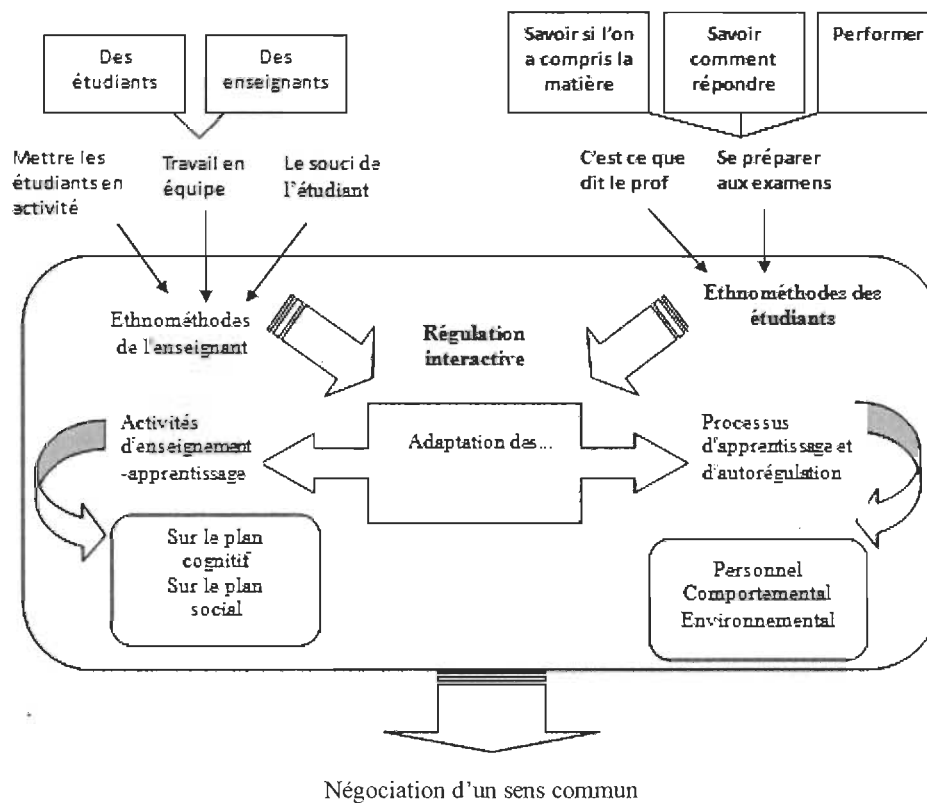 Des
étudiants
Des
enseignants
Savoir si l'on
a compris la
matière
Savoir
comment
répondre
Performer
Mettre les
étudiants en
activité
Travail en
équipe
Le souci de
l'étudiant
C'est ce que
dit le prof
Se préparer
aux examens
Ethnométhodes
de l'enseignant
Régulation
interactive
Ethnométhodes des
étudiants
Activités
d'enseignement
-apprentissage
Adaptation des...
Processus
d'apprentissage et
d'autorégulation
Sur le plan
cognitif
Sur le plan
social
Personnel
Comportemental
Environnemental
Négociation d'un sens commun